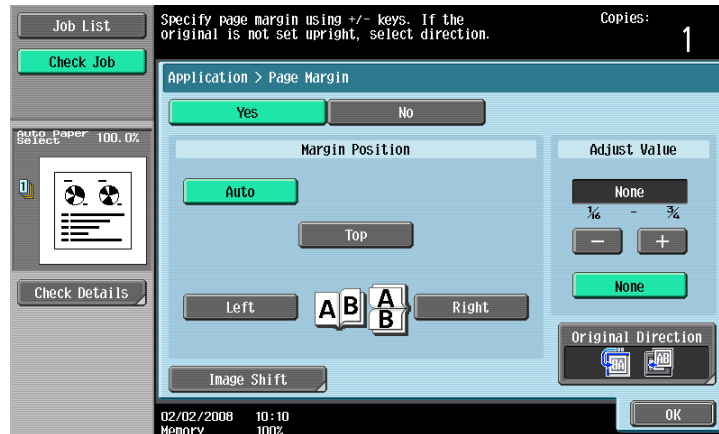 Job List
Check Job
Specify page margin using +/- keys. If the
original is not set upright, select direction.
Copies:
1
Application > Page Margin
Yes
No
Auto Paper
Select
100.0%
1
Check Details
Margin Position
Auto
Top
Left
A B
A
B
Right
Image Shift
Adjust Value
None
1/16 - 3/4
− +
None
Original Direction
AB
02/02/2008 10:10
Memory 100%
OK